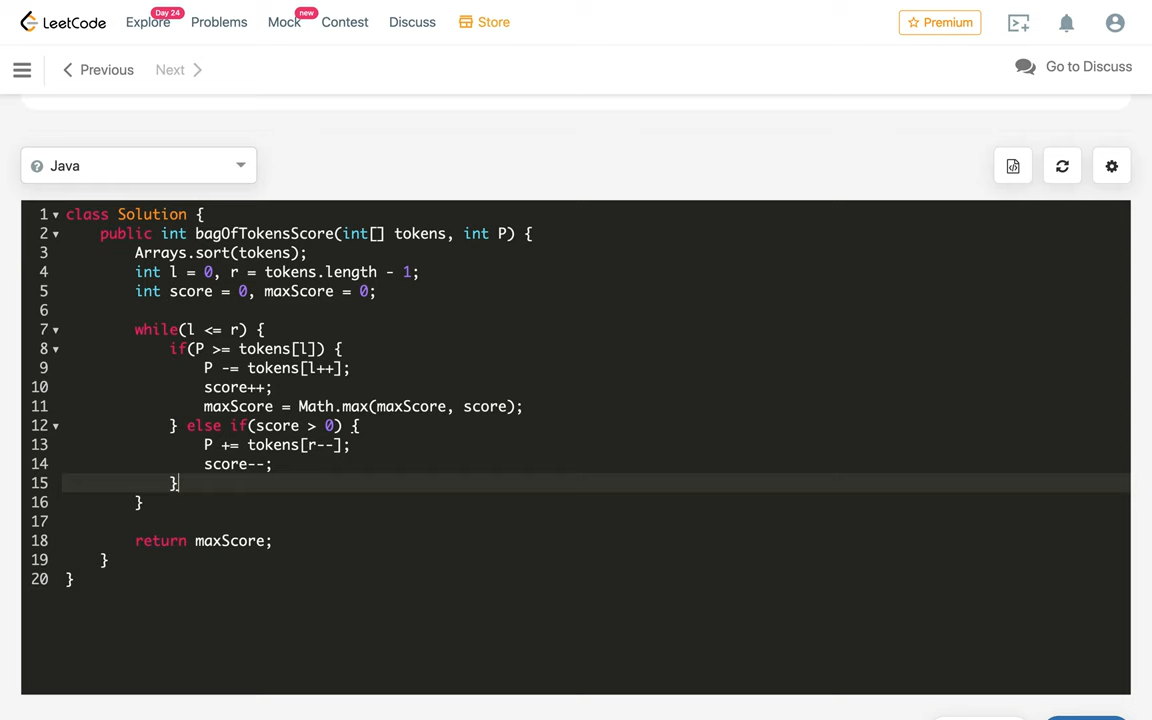 LeetCode Explore Day 24 Problems Mock new Contest Discuss Store Premium
Previous Next Go to Discuss
Java
1 class Solution {
2 public int bagOfTokensScore(int[] tokens, int P) {
3 Arrays.sort(tokens);
4 int l = 0, r = tokens.length - 1;
5 int score = 0, maxScore = 0;
6
7 while(l <= r) {
8 if(P >= tokens[l]) {
9 P -= tokens[l++];
10 score++;
11 maxScore = Math.max(maxScore, score);
12 } else if(score > 0) {
13 P += tokens[r--];
14 score--;
15 }
16 }
17
18 return maxScore;
19 }
20 }